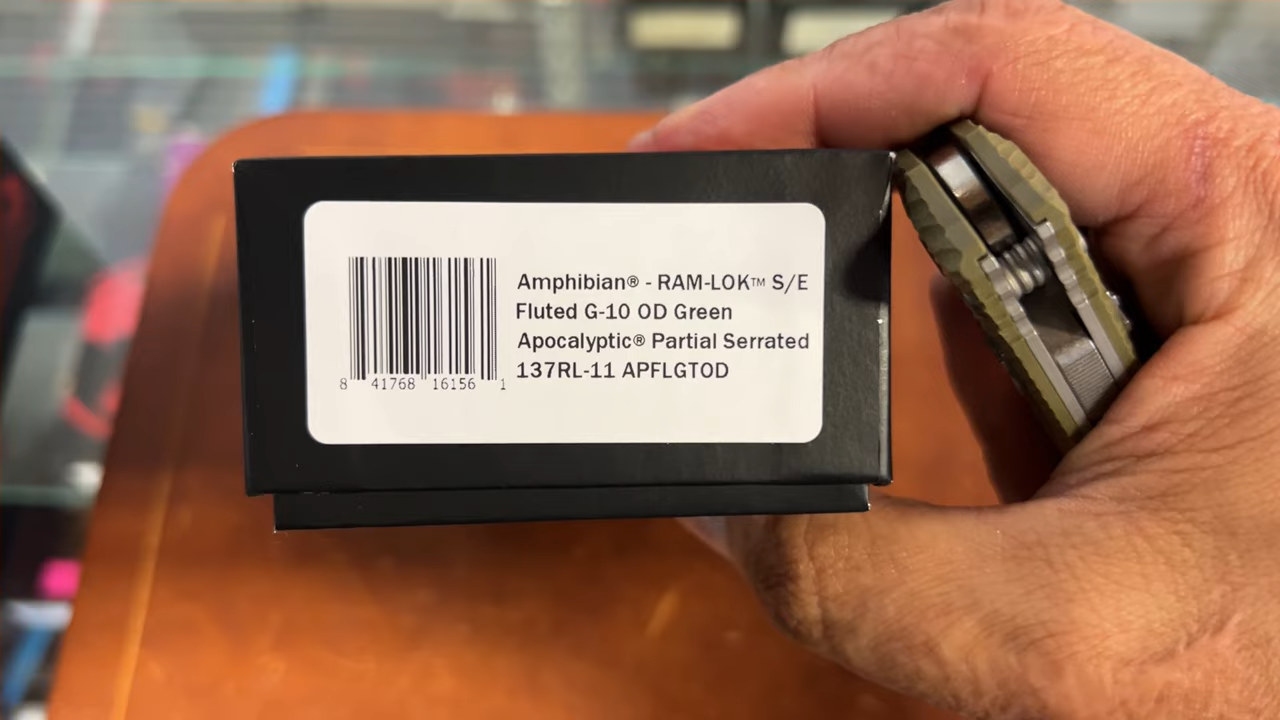 Amphibian® - RAM-LOK™ S/E
Fluted G-10 OD Green
Apocalyptic® Partial Serrated
137RL-11 APFLGTOD
8 41768 16156 1